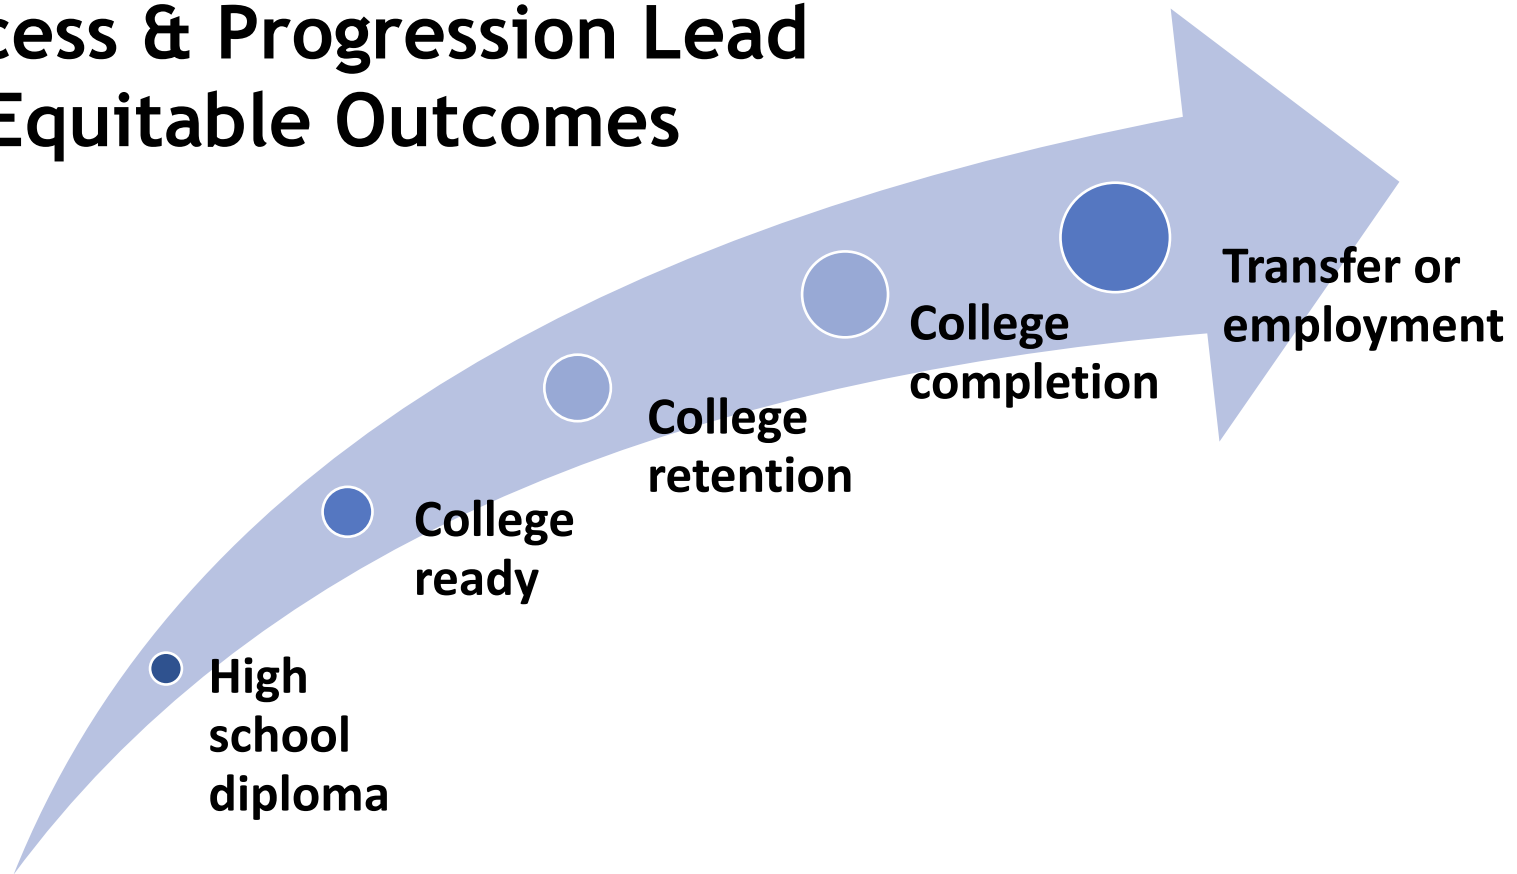 cess & Progression Lead
Equitable Outcomes
Transfer or
employment
College
completion
College
retention
College
ready
High
school
diploma